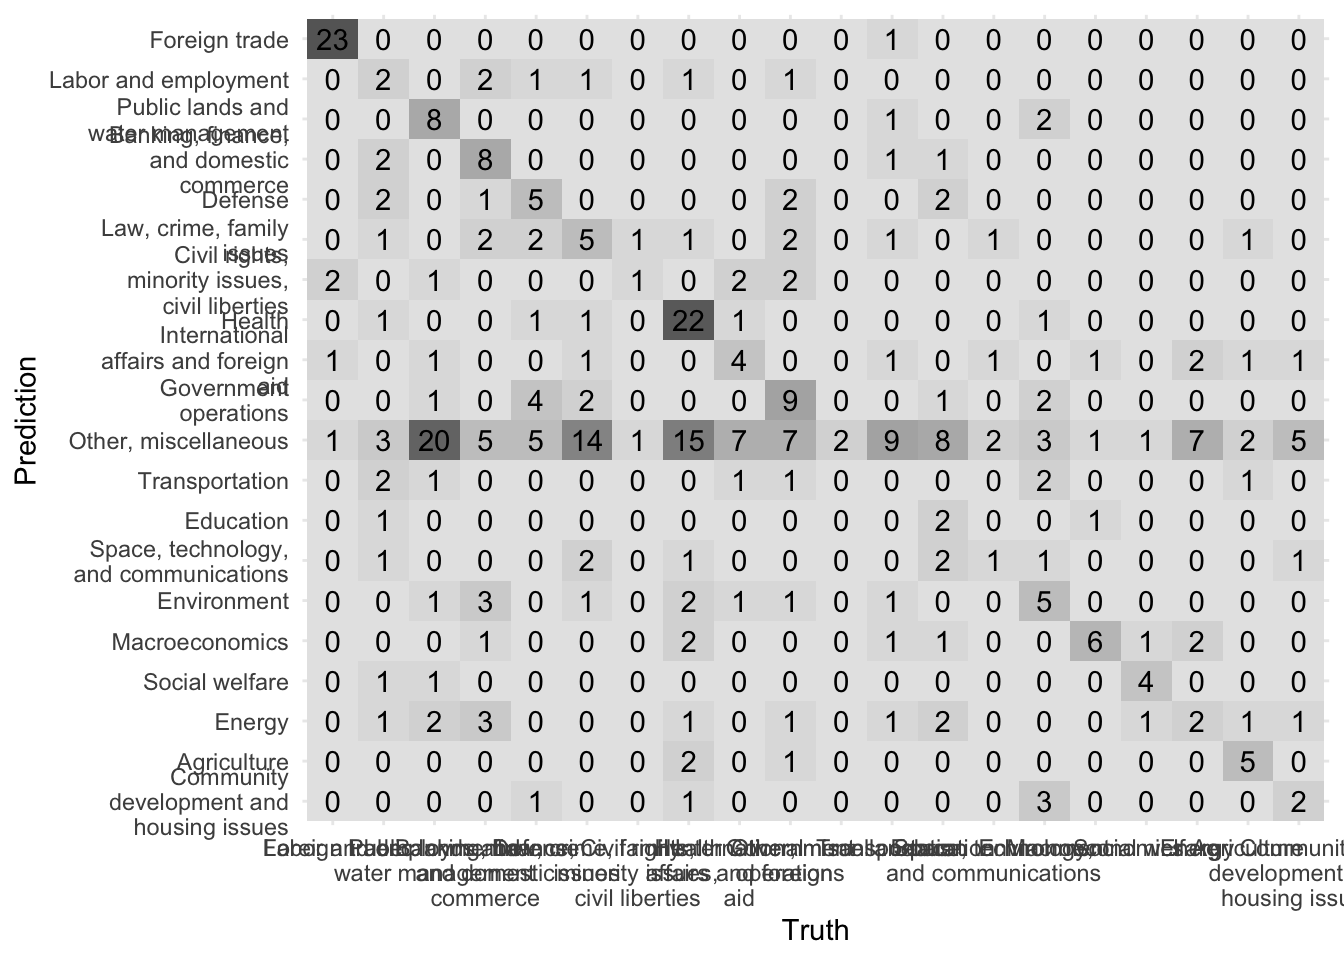 Foreign trade 23 0 0 0 0 0 0 0 0 0 0 1 0 0 0 0 0 0 0 0
Labor and employment 0 2 0 2 1 1 0 1 0 1 0 0 0 0 0 0 0 0 0 0
Public lands and
water management 0 0 8 0 0 0 0 0 0 0 0 1 0 0 2 0 0 0 0 0
Banking, finance,
and domestic 0 2 0 8 0 0 0 0 0 0 0 1 1 0 0 0 0 0 0 0
commerce
Defense 0 2 0 1 5 0 0 0 0 2 0 0 2 0 0 0 0 0 0 0
Law, crime, family 0 1 0 2 2 5 1 1 0 2 0 1 0 1 0 0 0 0 1 0
issues
Civil rights,
minority issues, 2 0 1 0 0 0 1 0 2 2 0 0 0 0 0 0 0 0 0 0
civil liberties
Health 0 1 0 0 1 1 0 22 1 0 0 0 0 0 1 0 0 0 0 0
International
affairs and foreign 1 0 1 0 0 1 0 0 4 0 0 1 0 1 0 1 0 2 1 1
aid
Government
operations 0 0 1 0 4 2 0 0 0 9 0 0 1 0 2 0 0 0 0 0
Other, miscellaneous 1 3 20 5 5 14 1 15 7 7 2 9 8 2 3 1 1 7 2 5
Transportation 0 2 1 0 0 0 0 0 1 1 0 0 0 0 2 0 0 0 1 0
Education 0 1 0 0 0 0 0 0 0 0 0 0 2 0 0 1 0 0 0 0
Space, technology,
and communications 0 1 0 0 0 2 0 1 0 0 0 0 2 1 1 0 0 0 0 1
Environment 0 0 1 3 0 1 0 2 1 1 0 1 0 0 5 0 0 0 0 0
Macroeconomics 0 0 0 1 0 0 0 2 0 0 0 1 1 0 0 6 1 2 0 0
Social welfare 0 1 1 0 0 0 0 0 0 0 0 0 0 0 0 0 4 0 0 0
Energy 0 1 2 3 0 0 0 1 0 1 0 1 2 0 0 0 1 2 1 1
Agriculture 0 0 0 0 0 0 0 2 0 1 0 0 0 0 0 0 0 0 5 0
Community
development and 0 0 0 0 1 0 0 1 0 0 0 0 0 0 3 0 0 0 0 2
housing issues
Prediction
Agriculture
water management and domestic issues minority issues, operations and communications development
commerce civil liberties aid housing issu
Truth